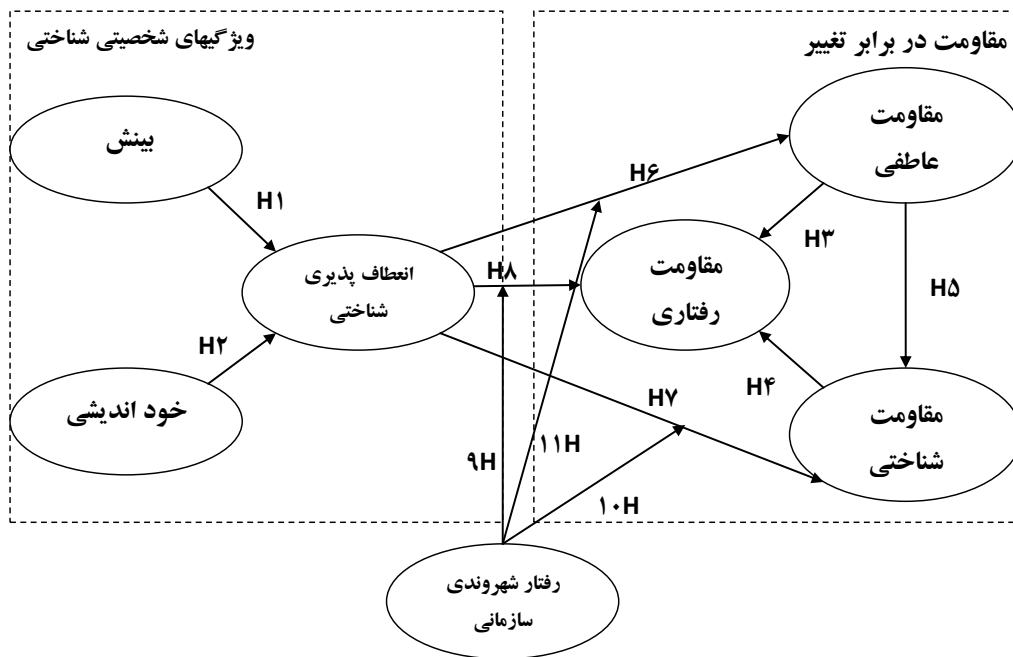 ویژگیهای شخصیتی شناختی
مقاومت در برابر تغییر
بینش
مقاومت
عاطفی
H۶
H۱
H۳
انعطاف پذیری
شناختی
H۸
مقاومت
رفتاری
H۵
H۲
H۷
H۴
خود اندیشی
مقاومت
شناختی
۹H
۱۱H
۱۰H
رفتار شهروندی
سازمانی